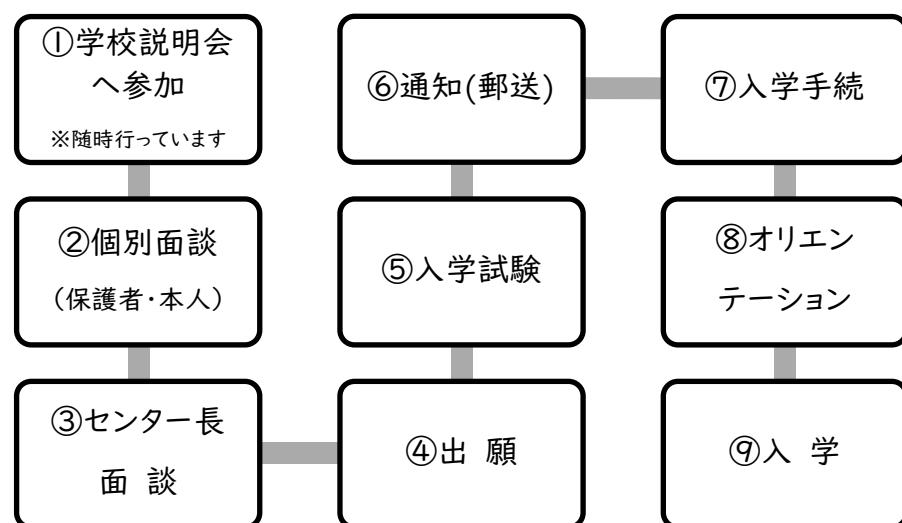 ①学校説明会
へ参加
※随時行っています
②個別面談
(保護者・本人)
③センター長
面 談
④出 願
⑤入学試験
⑥通知(郵送)
⑦入学手続
⑧オリエン
テーション
⑨入 学